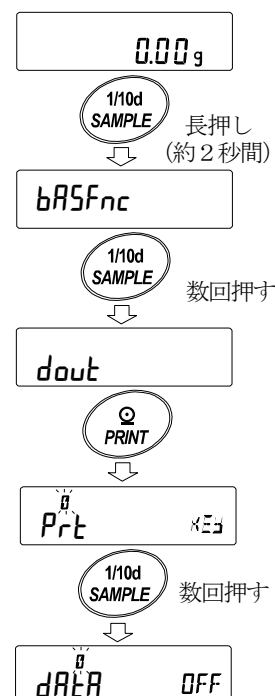 0.00 g
1/10d
SAMPLE
長押し
(約２秒間)
bASFnc
1/10d
SAMPLE
数回押す
dout
PRINT
0
Prt KEY
1/10d
SAMPLE
数回押す
0
dAtA OFF